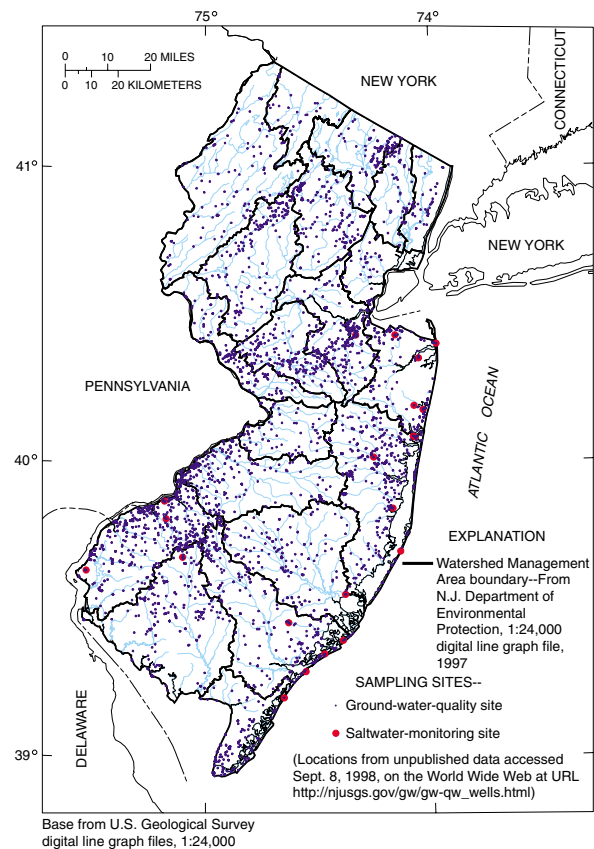 75°
74°
0 10 20 MILES
0 10 20 KILOMETERS
NEW YORK
CONNECTICUT
41°
NEW YORK
PENNSYLVANIA
ATLANTIC OCEAN
40°
EXPLANATION
Watershed Management
Area boundary--From
N.J. Department of
Environmental
Protection, 1:24,000
digital line graph file,
1997
SAMPLING SITES--
Ground-water-quality site
Saltwater-monitoring site
DELAWARE
39°
(Locations from unpublished data accessed
Sept. 8, 1998, on the World Wide Web at URL
http://njusgs.gov/gw/gw-qw_wells.html)
Base from U.S. Geological Survey
digital line graph files, 1:24,000